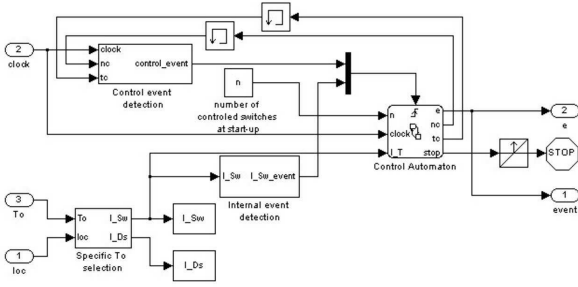 2
clock
clock
nc
tc
control_event
Control event
detection
n
number of
controled switches
at start-up
n
clock
I_T
e
nc
tc
stop
Control Automaton
2
e
STOP
1
event
I_Sw
I_Sw_event
Internal event
detection
3
To
1
loc
To
loc
I_Sw
I_Ds
Specific To
selection
I_Sw
I_Ds